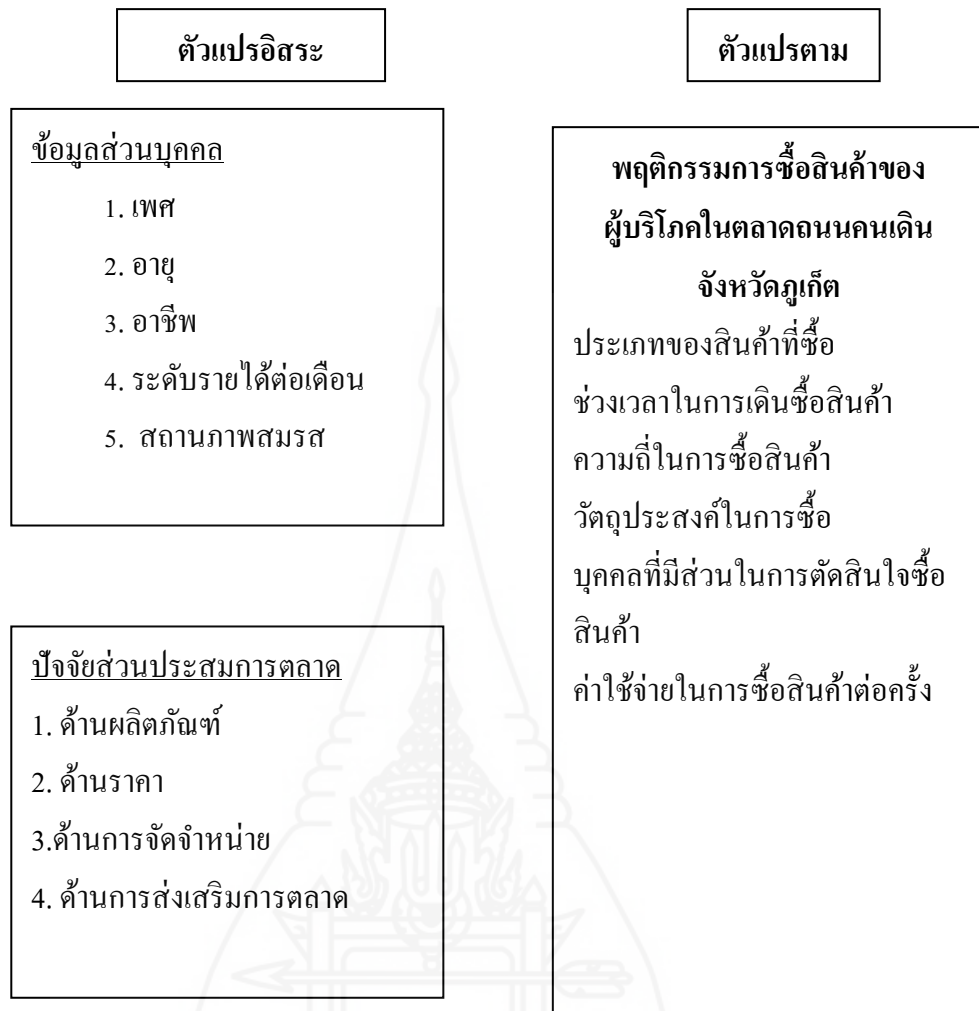 ตัวแปรอิสระ
ตัวแปรตาม
ข้อมูลส่วนบุคคล
1. เพศ
2. อายุ
3. อาชีพ
4. ระดับรายได้ต่อเดือน
5. สถานภาพสมรส
ปัจจัยส่วนประสมการตลาด
1. ด้านผลิตภัณฑ์
2. ด้านราคา
3.ด้านการจัดจำหน่าย
4. ด้านการส่งเสริมการตลาด
พฤติกรรมการซื้อสินค้าของ
ผู้บริโภคในตลาดถนนคนเดิน
จังหวัดภูเก็ต
ประเภทของสินค้าที่ซื้อ
ช่วงเวลาในการเดินซื้อสินค้า
ความถี่ในการซื้อสินค้า
วัตถุประสงค์ในการซื้อ
บุคคลที่มีส่วนในการตัดสินใจซื้อ
สินค้า
ค่าใช้จ่ายในการซื้อสินค้าต่อครั้ง